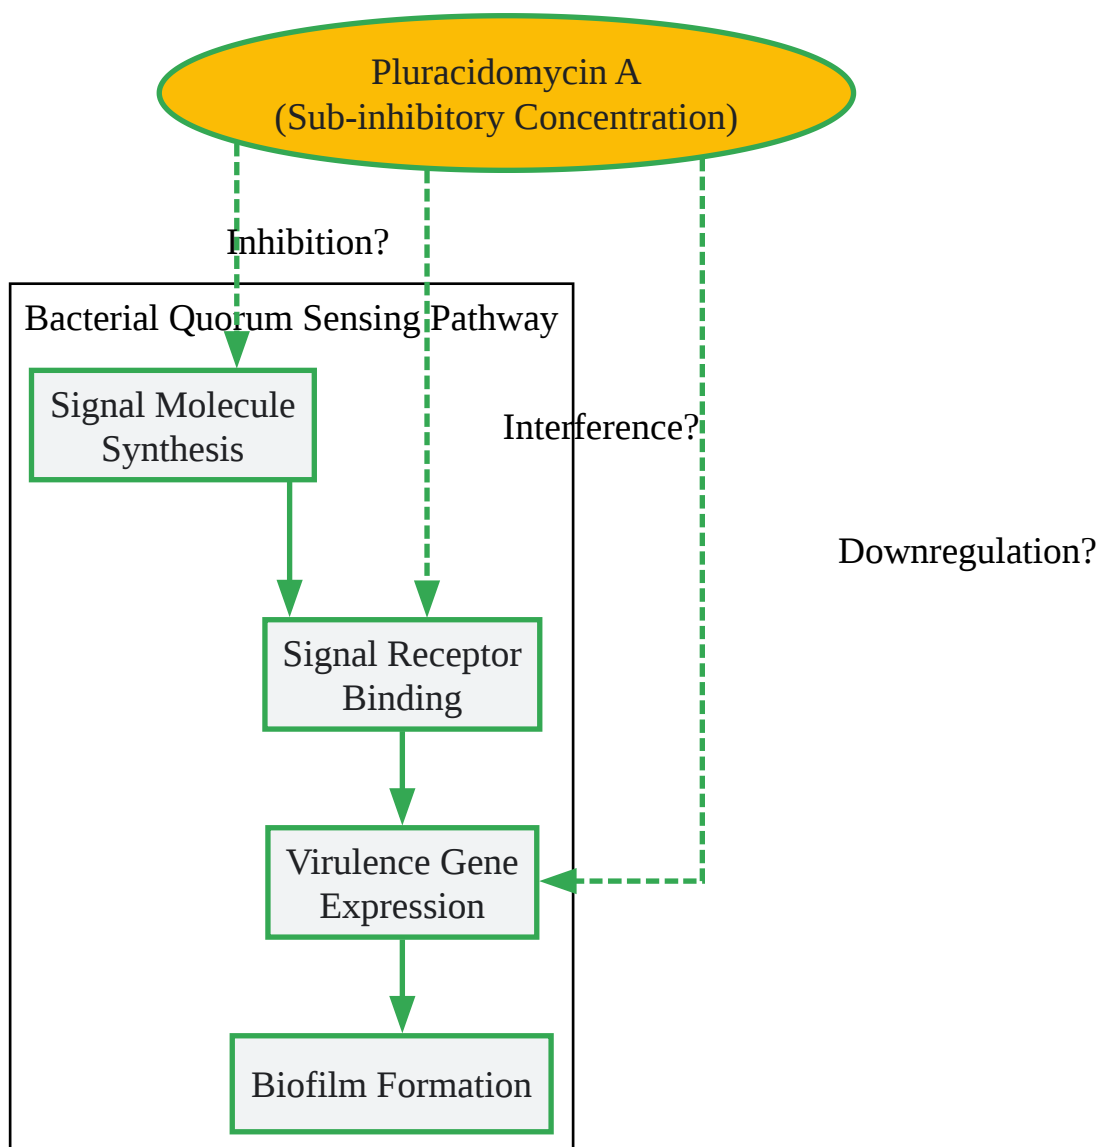 Pluracidomycin A
(Sub-inhibitory Concentration)
Inhibition?
Bacterial Quorum Sensing Pathway
Signal Molecule
Synthesis
Interference?
Downregulation?
Signal Receptor
Binding
Virulence Gene
Expression
Biofilm Formation